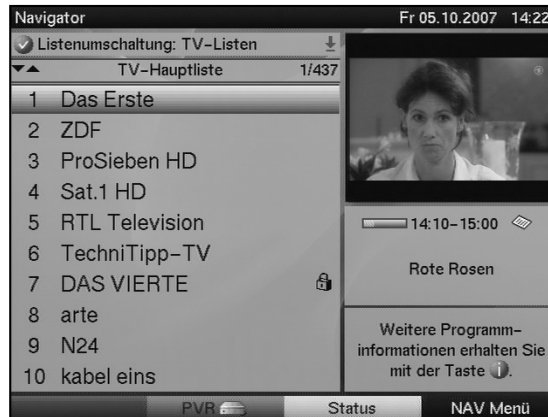 Navigator
Fr 05.10.2007 14:22
Listenumschaltung: TV-Listen
TV-Hauptliste 1/437
1 Das Erste
2 ZDF
3 ProSieben HD
4 Sat.1 HD
5 RTL Television
6 TechniTipp-TV
7 DAS VIERTE
8 arte
9 N24
10 kabel eins
14:10-15:00
Rote Rosen
Weitere Programm-
informationen erhalten Sie
mit der Taste i.
PVR
Status
NAV Menü